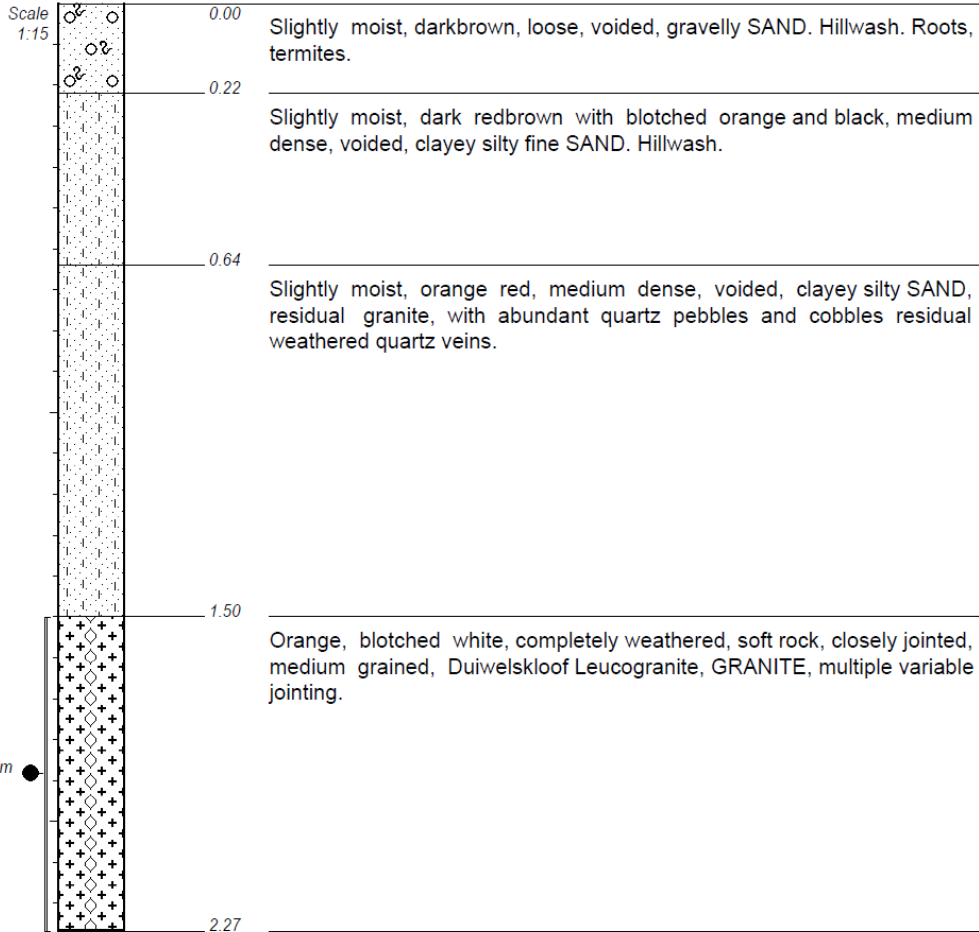 Scale
1:15
0.00
Slightly moist, darkbrown, loose, voided, gravelly SAND. Hillwash. Roots,
termites.
0.22
Slightly moist, dark redbrown with blotched orange and black, medium
dense, voided, clayey silty fine SAND. Hillwash.
0.64
Slightly moist, orange red, medium dense, voided, clayey silty SAND,
residual granite, with abundant quartz pebbles and cobbles residual
weathered quartz veins.
1.50
Orange, blotched white, completely weathered, soft rock, closely jointed,
medium grained, Duiwelskloof Leucogranite, GRANITE, multiple variable
jointing.
m
2.27